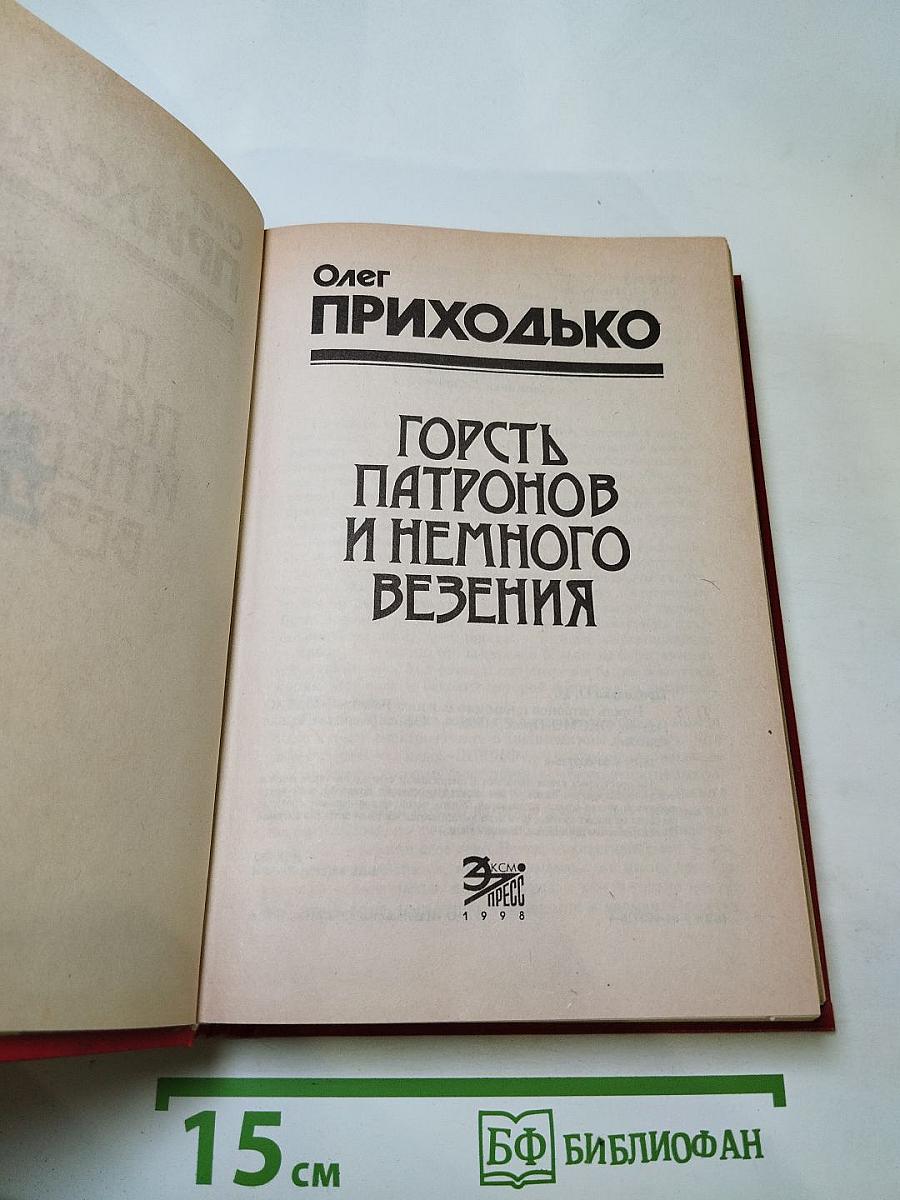 Олег
ПРИХОДЬКО
ГОРСТЬ
ПАТРОНОВ
И НЕМНОГО
ВЕЗЕНИЯ
ЭКСМО
ПРЕСС
1998
15 см
БФ БИБЛИОФАН